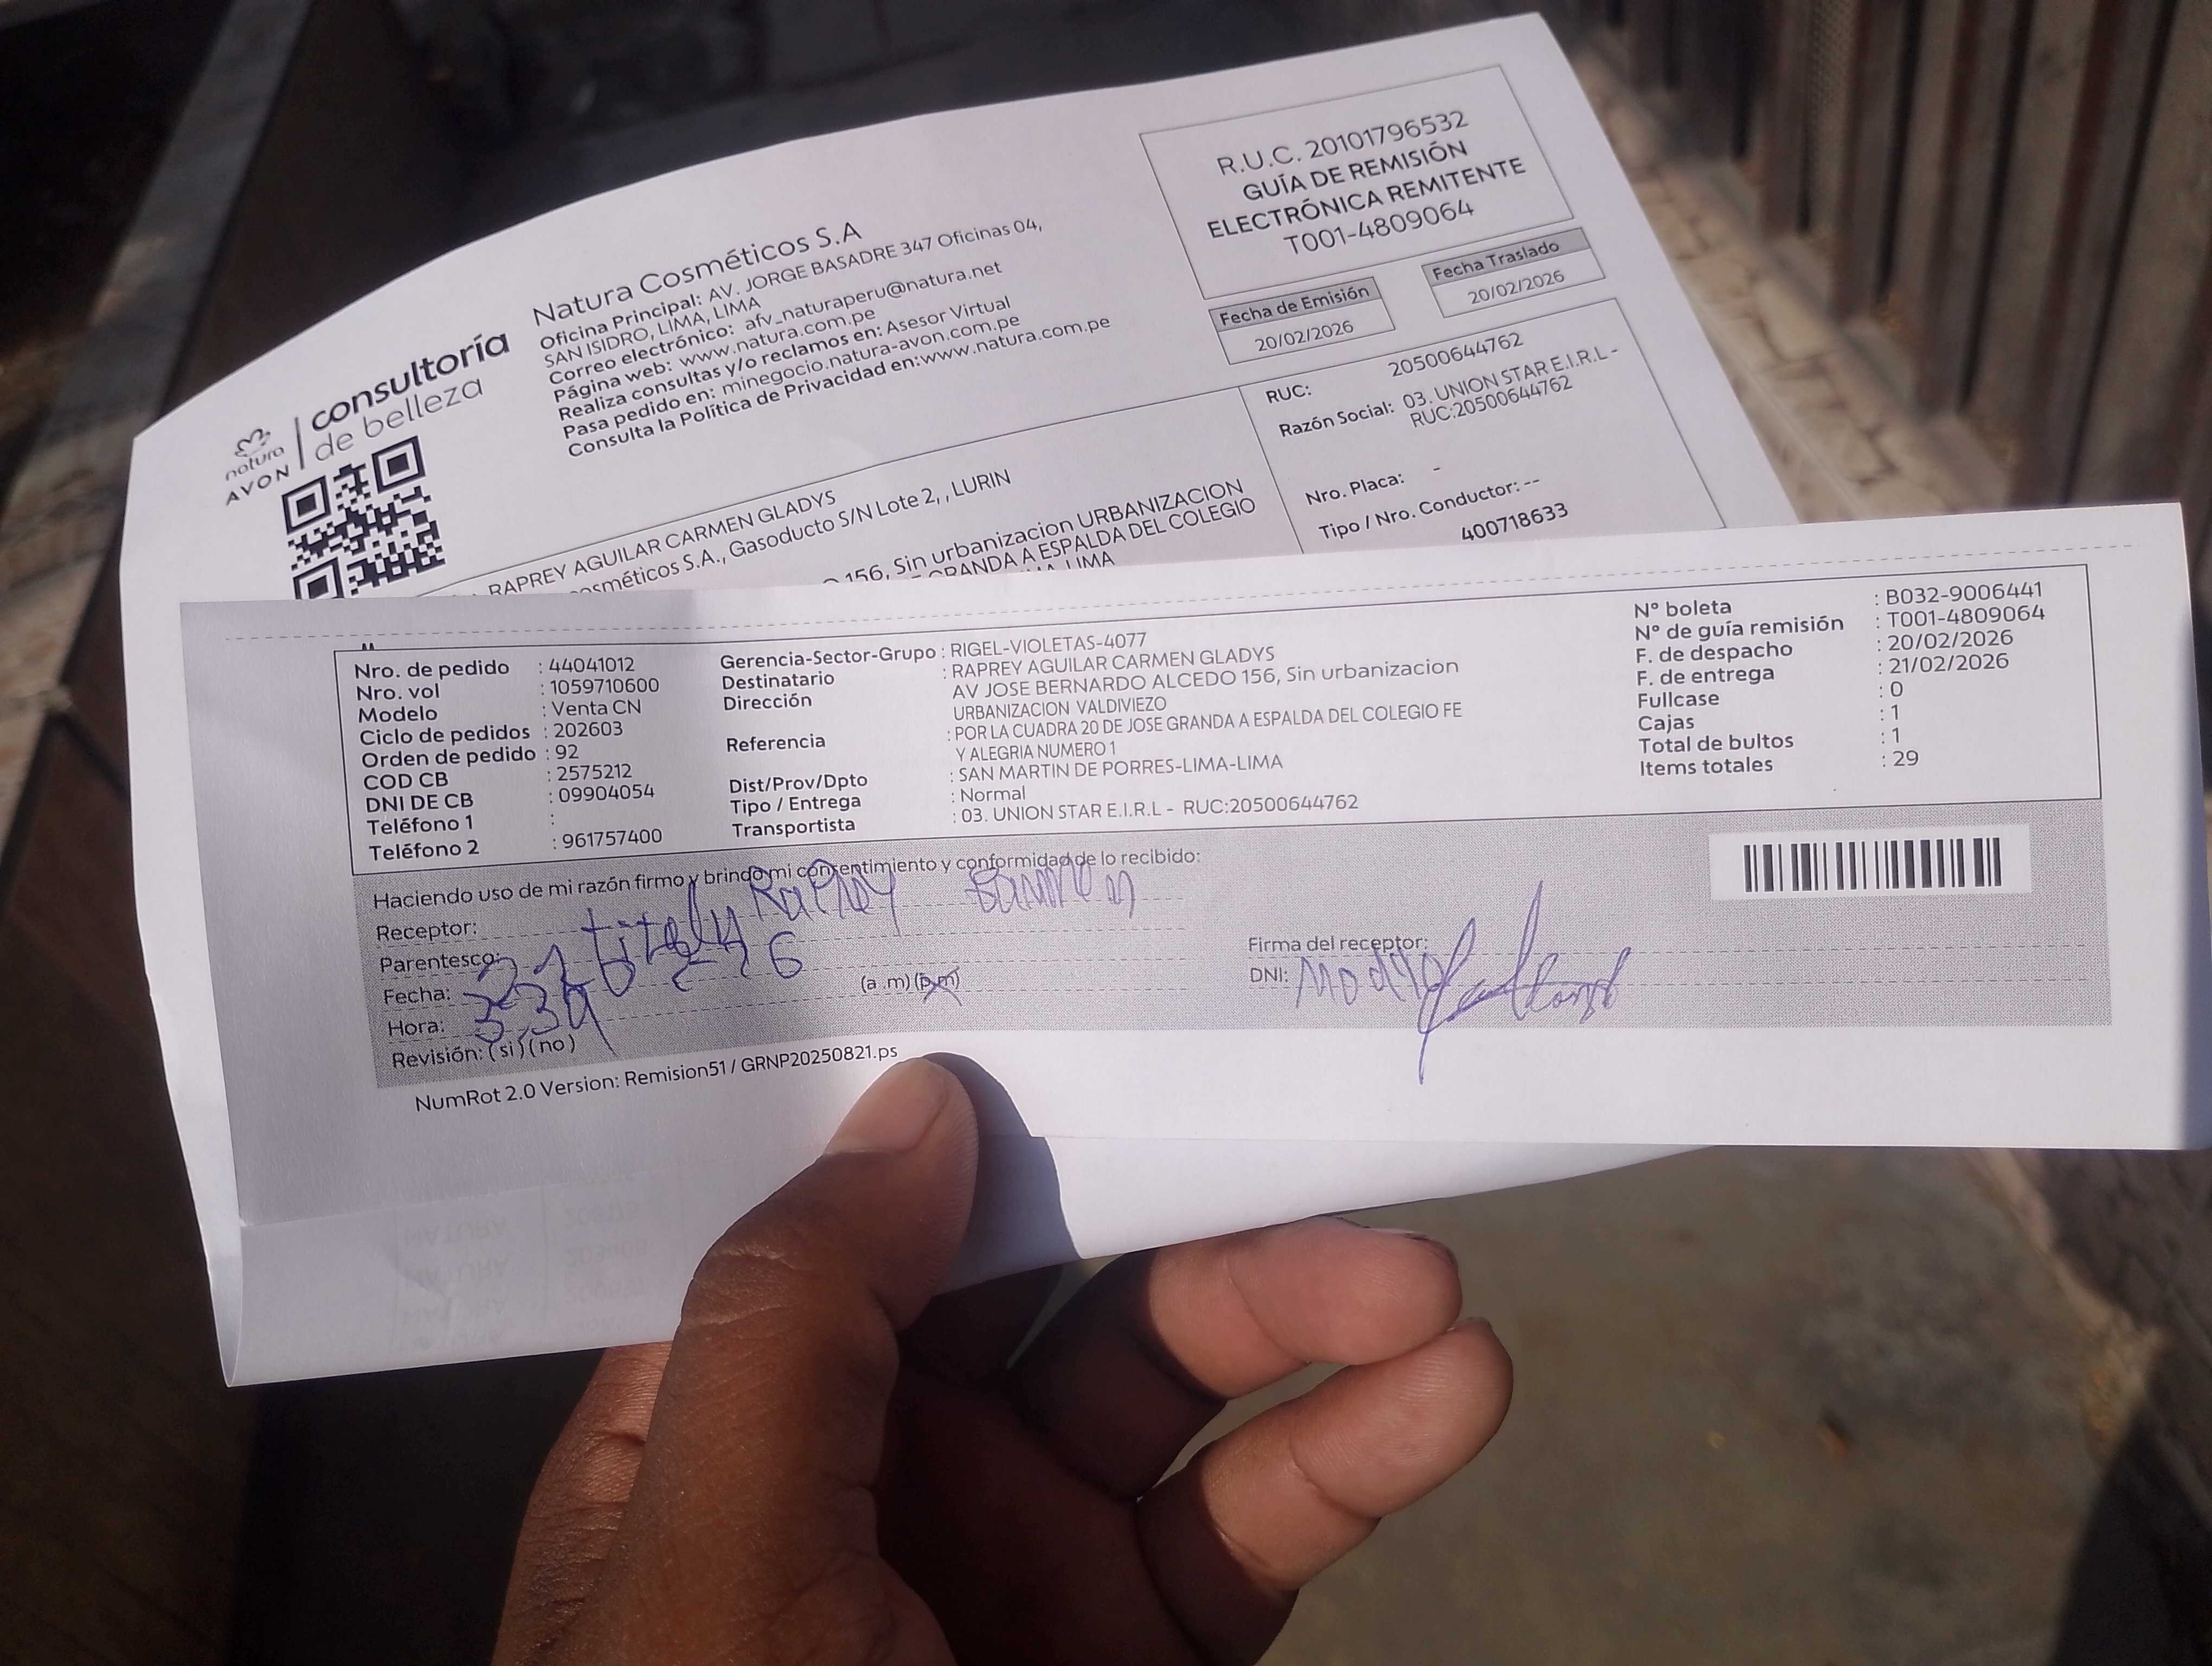 natura
AVON
consultoría
de belleza
Natura Cosméticos S.A
Oficina Principal: AV. JORGE BASADRE 347 Oficinas 04,
SAN ISIDRO, LIMA, LIMA
Correo electrónico: afv_naturaperu@natura.net
Página web: www.natura.com.pe
Realiza consultas y/o reclamos en: Asesor Virtual
Pasa pedido en: minegocio.natura-avon.com.pe
Consulta la Política de Privacidad en:www.natura.com.pe
R.U.C. 20101796532
GUÍA DE REMISIÓN
ELECTRÓNICA REMITENTE
T001-4809064
Fecha de Emisión
20/02/2026
Fecha Traslado
20/02/2026
RUC: 20500644762
Razón Social: 03. UNION STAR E.I.R.L -
RUC:20500644762
Nro. Placa: -
Tipo / Nro. Conductor: --
400718633
RAPREY AGUILAR CARMEN GLADYS
osméticos S.A., Gasoducto S/N Lote 2, , LURIN
156, Sin urbanizacion URBANIZACION
GRANDA A ESPALDA DEL COLEGIO
LIMA
Nro. de pedido : 44041012
Nro. vol : 1059710600
Modelo : Venta CN
Ciclo de pedidos : 202603
Orden de pedido : 92
COD CB : 2575212
DNI DE CB : 09904054
Teléfono 1 :
Teléfono 2 : 961757400
Gerencia-Sector-Grupo : RIGEL-VIOLETAS-4077
Destinatario : RAPREY AGUILAR CARMEN GLADYS
Dirección AV JOSE BERNARDO ALCEDO 156, Sin urbanizacion
URBANIZACION VALDIVIEZO
Referencia : POR LA CUADRA 20 DE JOSE GRANDA A ESPALDA DEL COLEGIO FE
Y ALEGRIA NUMERO 1
Dist/Prov/Dpto : SAN MARTIN DE PORRES-LIMA-LIMA
Tipo / Entrega : Normal
Transportista : 03. UNION STAR E.I.R.L - RUC:20500644762
N° boleta : B032-9006441
N° de guía remisión : T001-4809064
F. de despacho : 20/02/2026
F. de entrega : 21/02/2026
Fullcase : 0
Cajas : 1
Total de bultos : 1
Items totales : 29
Haciendo uso de mi razón firmo y brindo mi consentimiento y conformidad de lo recibido:
Receptor: Raprey
Parentesco:
Fecha:
Hora: 3:39 (a .m) (p.m)
Revisión: (si) (no)
Firma del receptor:
DNI:
NumRot 2.0 Version: Remision51 / GRNP20250821.ps